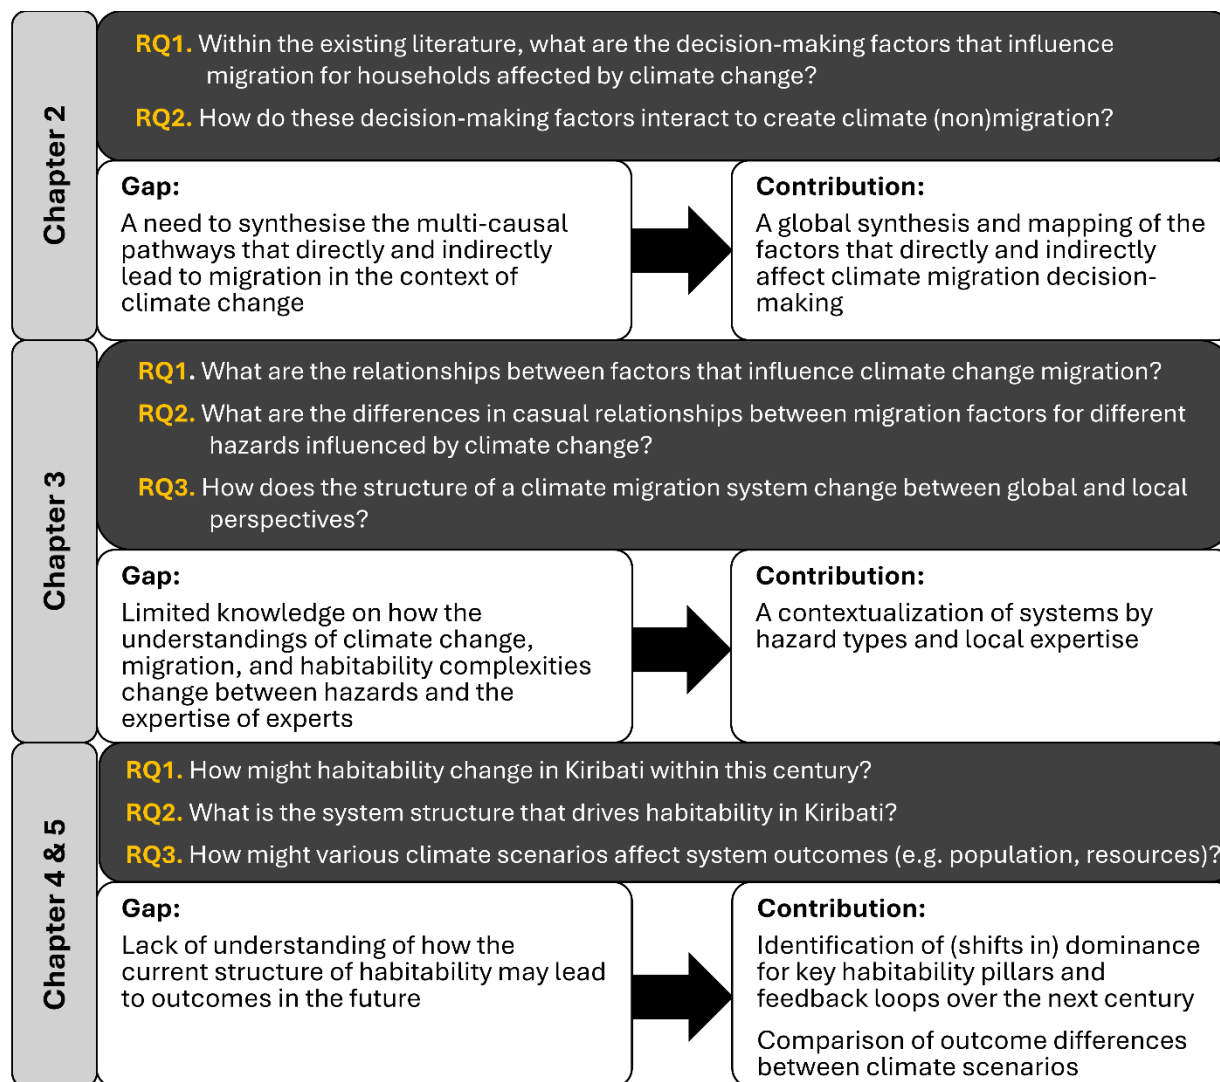 Chapter 2
RQ1. Within the existing literature, what are the decision-making factors that influence
migration for households affected by climate change?
RQ2. How do these decision-making factors interact to create climate (non)migration?
Gap:
A need to synthesise the multi-causal
pathways that directly and indirectly
lead to migration in the context of
climate change
Contribution:
A global synthesis and mapping of the
factors that directly and indirectly
affect climate migration decision-
making
Chapter 3
RQ1. What are the relationships between factors that influence climate change migration?
RQ2. What are the differences in casual relationships between migration factors for different
hazards influenced by climate change?
RQ3. How does the structure of a climate migration system change between global and local
perspectives?
Gap:
Limited knowledge on how the
understandings of climate change,
migration, and habitability complexities
change between hazards and the
expertise of experts
Contribution:
A contextualization of systems by
hazard types and local expertise
Chapter 4 & 5
RQ1. How might habitability change in Kiribati within this century?
RQ2. What is the system structure that drives habitability in Kiribati?
RQ3. How might various climate scenarios affect system outcomes (e.g. population, resources)?
Gap:
Lack of understanding of how the
current structure of habitability may lead
to outcomes in the future
Contribution:
Identification of (shifts in) dominance
for key habitability pillars and
feedback loops over the next century
Comparison of outcome differences
between climate scenarios